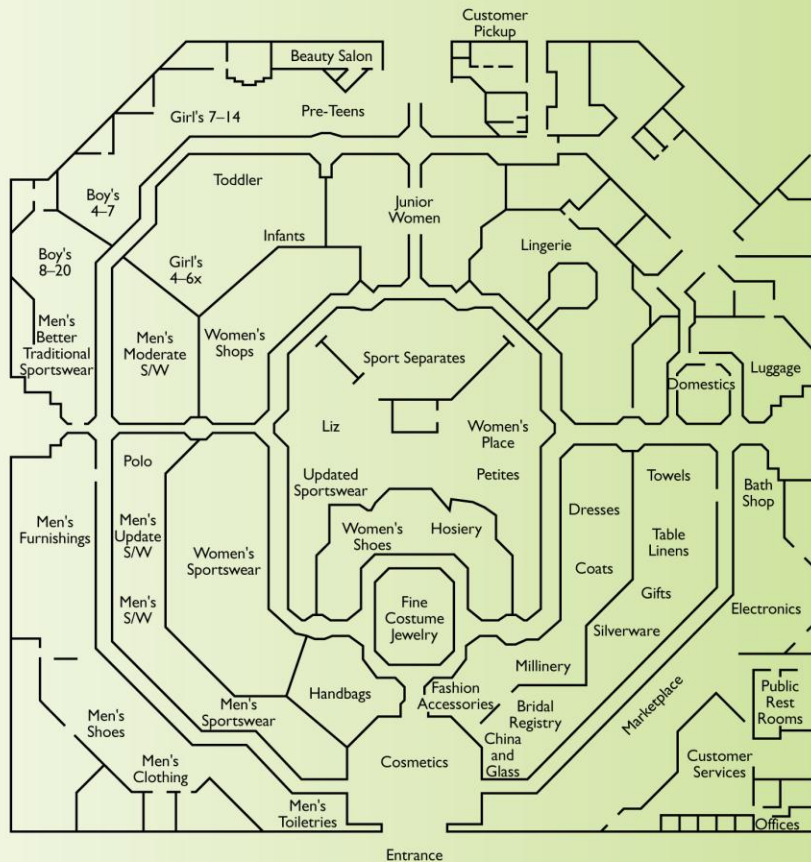 Customer
Pickup
Beauty Salon
Girl's 7–14
Pre-Teens
Toddler
Boy's
4–7
Junior
Women
Infants
Lingerie
Boy's
8–20
Girl's
4–6x
Men's
Better
Traditional
Sportswear
Men's
Moderate
S/W
Women's
Shops
Sport Separates
Domestics
Luggage
Liz
Women's
Place
Polo
Updated
Sportswear
Petites
Towels
Bath
Shop
Men's
Furnishings
Men's
Update
S/W
Women's
Sportswear
Women's
Shoes
Hosiery
Dresses
Table
Linens
Coats
Men's
S/W
Fine
Costume
Jewelry
Gifts
Electronics
Silverware
Millinery
Handbags
Fashion
Accessories
Men's
Sportswear
Bridal
Registry
Marketplace
Public
Rest
Rooms
Men's
Shoes
China
and
Glass
Cosmetics
Customer
Services
Men's
Clothing
Men's
Toiletries
Offices
Entrance